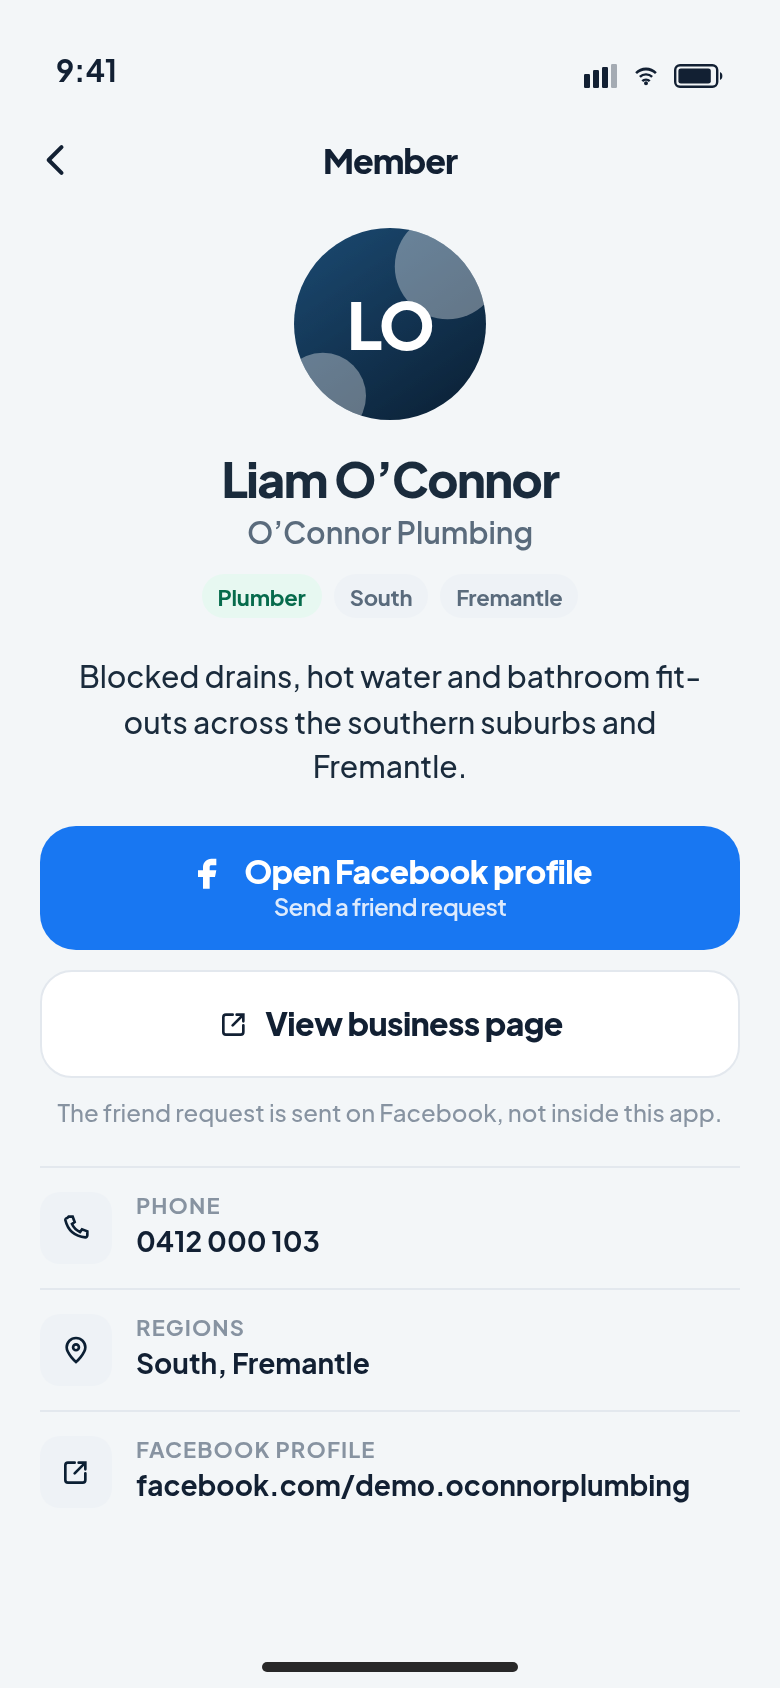 9:41
Member
LO
Liam O’Connor
O’Connor Plumbing
Plumber South Fremantle
Blocked drains, hot water and bathroom fit-
outs across the southern suburbs and
Fremantle.
Open Facebook profile
Send a friend request
View business page
The friend request is sent on Facebook, not inside this app.
PHONE
0412 000 103
REGIONS
South, Fremantle
FACEBOOK PROFILE
facebook.com/demo.oconnorplumbing